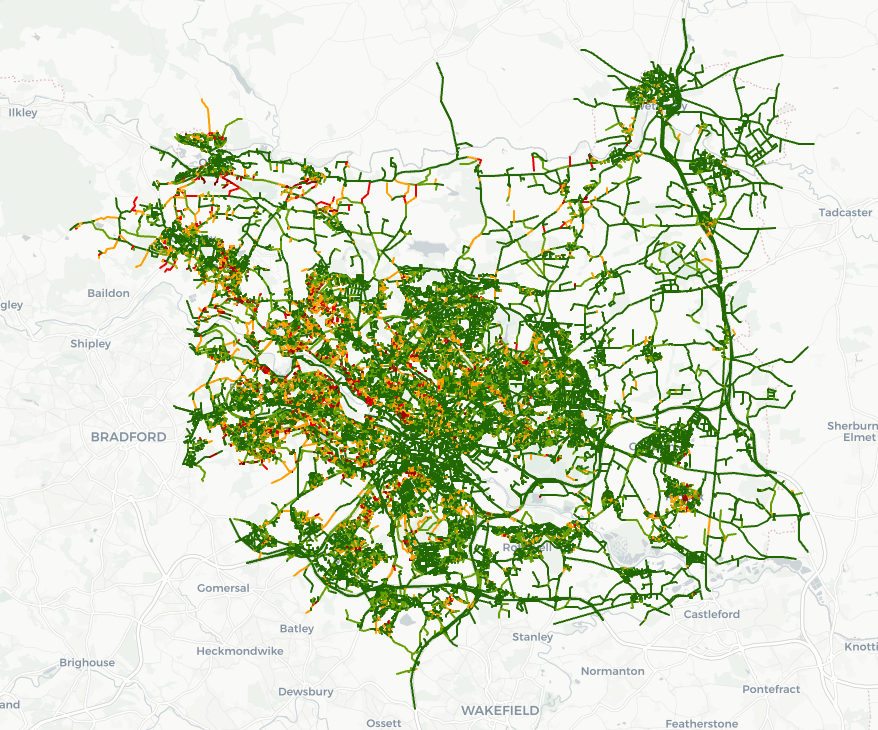 Ilkley
Tadcaster
Baildon
gley
Shipley
BRADFORD
Sherburn
Elmet
Gomersal
Castleford
Batley
Stanley
Heckmondwike
Knotti
Brighouse
Normanton
Dewsbury
Pontefract
and
WAKEFIELD
Ossett
Featherstone